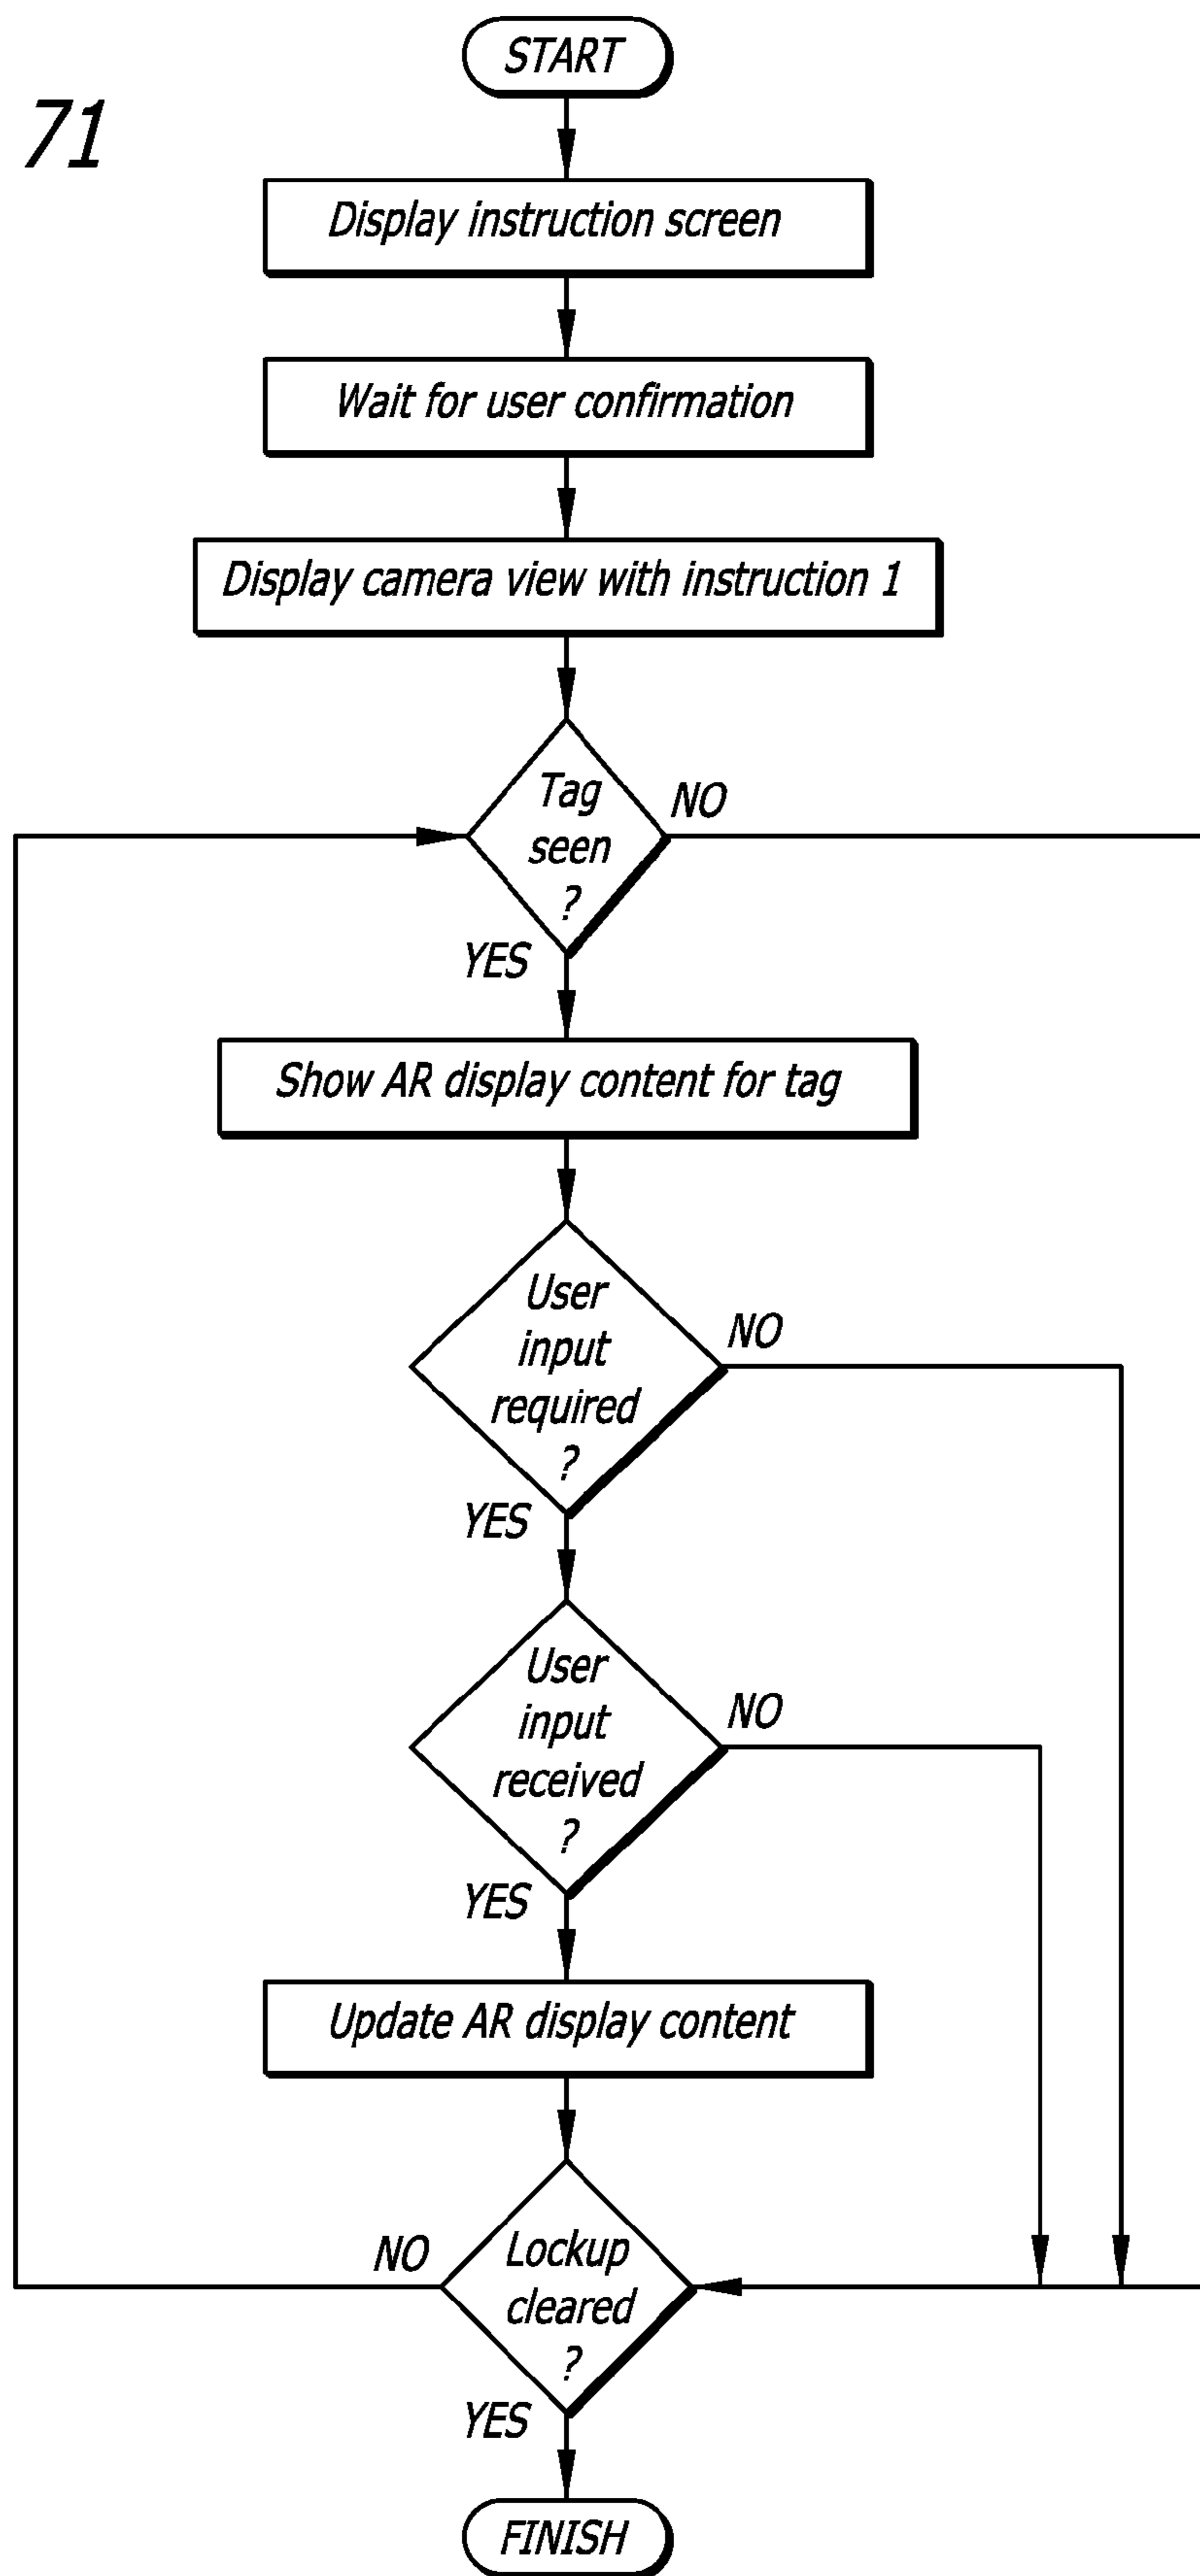 START
71
Display instruction screen
Wait for user confirmation
Display camera view with instruction 1
Tag
seen
?
NO
YES
Show AR display content for tag
User
input
required
?
NO
YES
User
input
received
?
NO
YES
Update AR display content
NO
Lockup
cleared
?
YES
FINISH